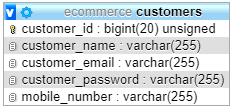 v ecommerce customers
customer_id : bigint(20) unsigned
customer_name : varchar(255)
customer_email : varchar(255)
customer_password : varchar(255)
mobile_number : varchar(255)